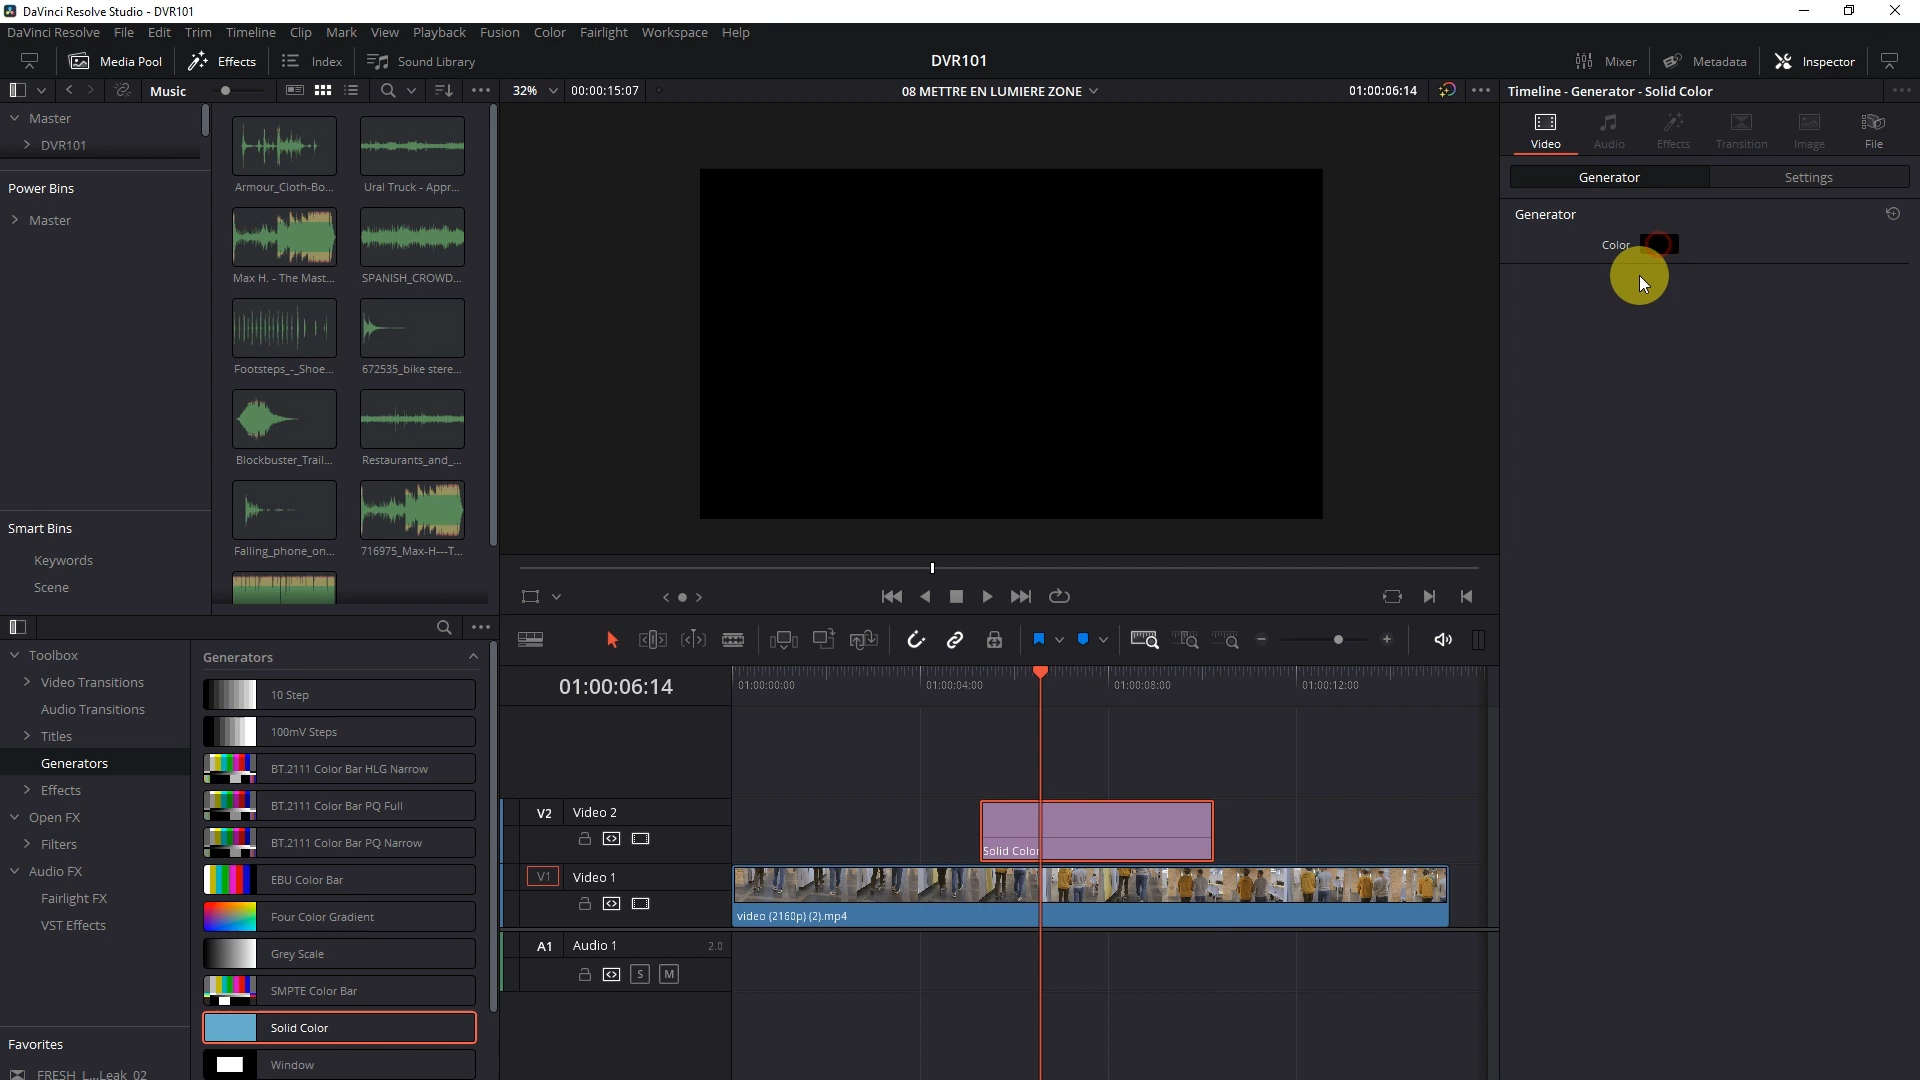 DaVinci Resolve Studio - DVR101
DaVinci Resolve File Edit Trim Timeline Clip Mark View Playback Fusion Color Fairlight Workspace Help
Media Pool Effects Index Sound Library DVR101 Mixer Metadata Inspector
Music 32% 00:00:15:07 08 METTRE EN LUMIERE ZONE 01:00:06:14 Timeline - Generator - Solid Color
Master
DVR101
Power Bins
Master
Smart Bins
Keywords
Scene
Armour_Cloth-Bo... Ural Truck - Appr...
Max H. - The Mast... SPANISH_CROWD...
Footsteps_-_Shoe... 672535_bike stere...
Blockbuster_Trail... Restaurants_and_...
Falling_phone_on... 716975_Max-H---T...
Video Audio Effects Transition Image File
Generator Settings
Generator
Color
Toolbox
Video Transitions
Audio Transitions
Titles
Generators
Effects
Open FX
Filters
Audio FX
Fairlight FX
VST Effects
Favorites
FRESH_L...Leak_02
Generators
10 Step
100mV Steps
BT.2111 Color Bar HLG Narrow
BT.2111 Color Bar PQ Full
BT.2111 Color Bar PQ Narrow
EBU Color Bar
Four Color Gradient
Grey Scale
SMPTE Color Bar
Solid Color
Window
01:00:06:14 01:00:00:00 01:00:04:00 01:00:08:00 01:00:12:00
V2 Video 2
Solid Color
V1 Video 1
video (2160p) (2).mp4
A1 Audio 1 2.0
S M